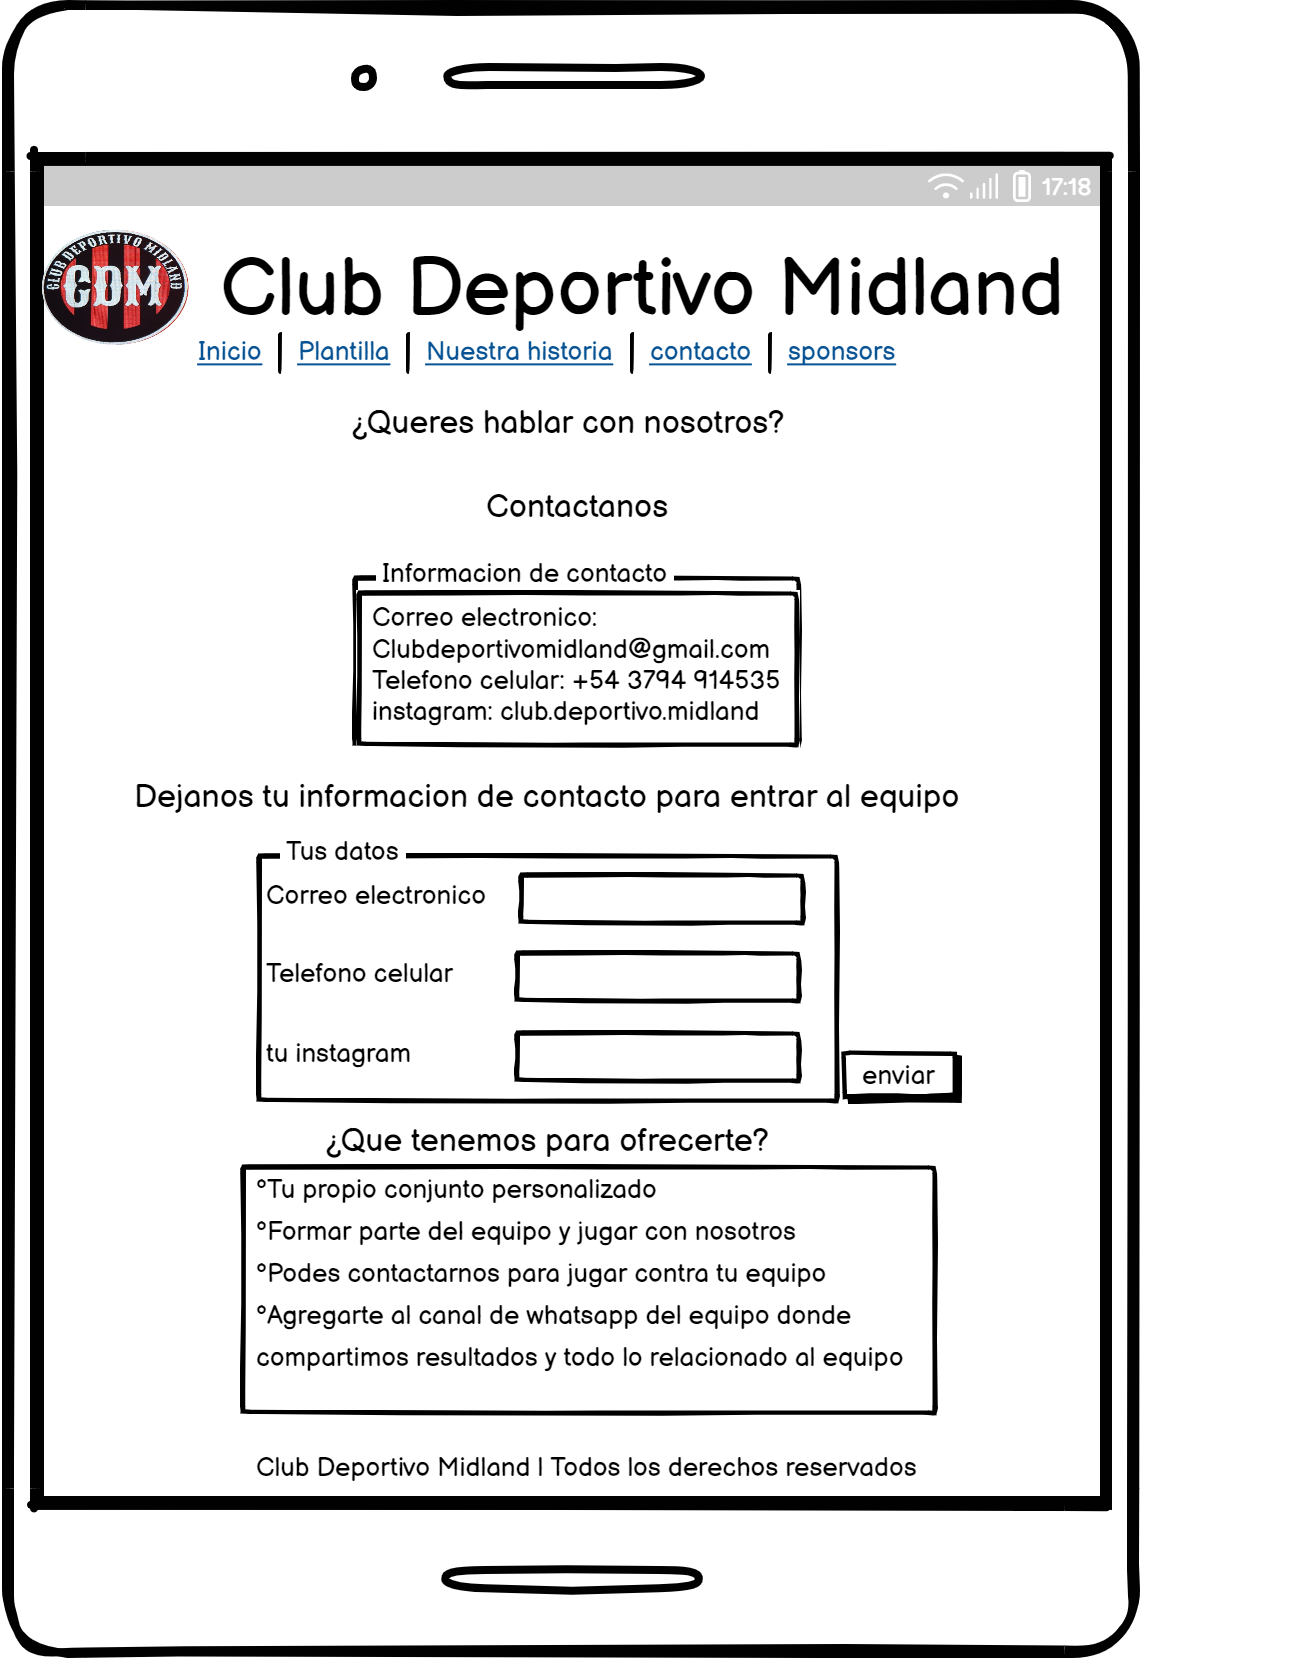 17:18
CLUB DEPORTIVO MIDLAND
CDM
Club Deportivo Midland
Inicio | Plantilla | Nuestra historia | contacto | sponsors
¿Queres hablar con nosotros?
Contactanos
Informacion de contacto
Correo electronico:
Clubdeportivomidland@gmail.com
Telefono celular: +54 3794 914535
instagram: club.deportivo.midland
Dejanos tu informacion de contacto para entrar al equipo
Tus datos
Correo electronico
Telefono celular
tu instagram
enviar
¿Que tenemos para ofrecerte?
°Tu propio conjunto personalizado
°Formar parte del equipo y jugar con nosotros
°Podes contactarnos para jugar contra tu equipo
°Agregarte al canal de whatsapp del equipo donde
compartimos resultados y todo lo relacionado al equipo
Club Deportivo Midland | Todos los derechos reservados